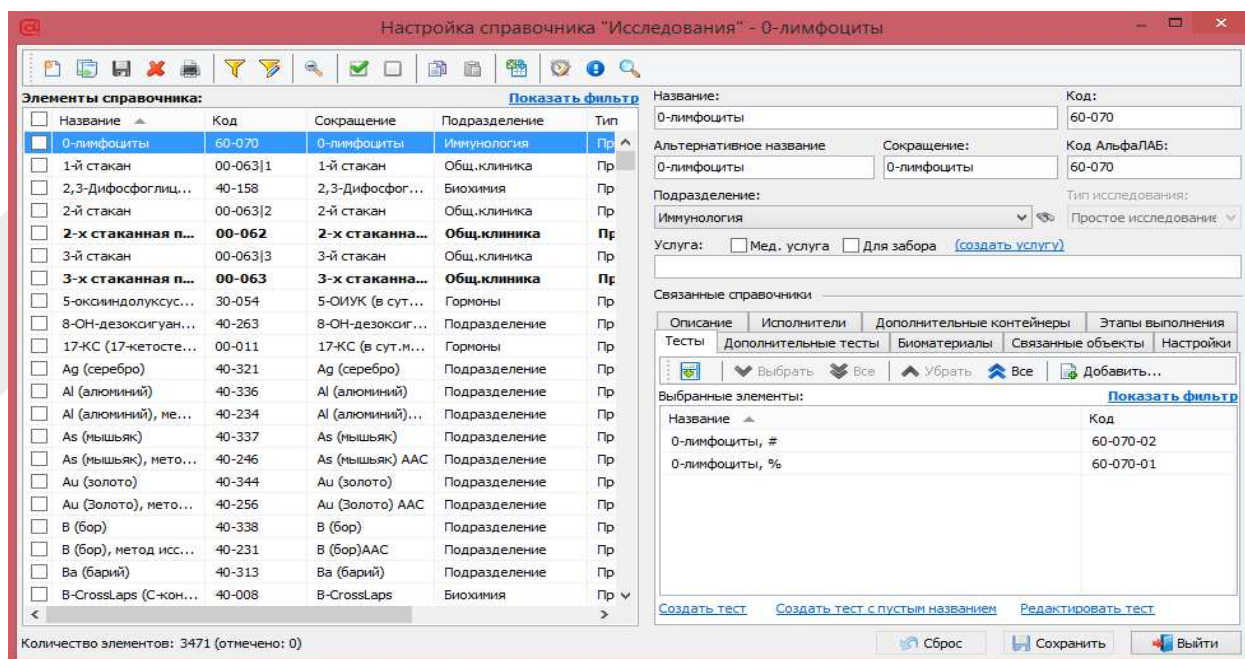 Настройка справочника "Исследования" - 0-лимфоциты
Элементы справочника: Показать фильтр
Название Код Сокращение Подразделение Тип
0-лимфоциты 60-070 0-лимфоциты Иммунология Пр
1-й стакан 00-063|1 1-й стакан Общ.клиника Пр
2,3-Дифосфоглиц... 40-158 2,3-Дифосфог... Биохимия Пр
2-й стакан 00-063|2 2-й стакан Общ.клиника Пр
2-х стаканная п... 00-062 2-х стаканна... Общ.клиника Пр
3-й стакан 00-063|3 3-й стакан Общ.клиника Пр
3-х стаканная п... 00-063 3-х стаканна... Общ.клиника Пр
5-оксииндолуксус... 30-054 5-ОИУК (в сут... Гормоны Пр
8-ОН-дезоксигуан... 40-263 8-ОН-дезоксиг... Подразделение Пр
17-КС (17-кетосте... 00-011 17-КС (в сут.м... Гормоны Пр
Ag (серебро) 40-321 Ag (серебро) Подразделение Пр
Al (алюминий) 40-336 Al (алюминий) Подразделение Пр
Al (алюминий), ме... 40-234 Al (алюминий)... Подразделение Пр
As (мышьяк) 40-337 As (мышьяк) Подразделение Пр
As (мышьяк), мето... 40-246 As (мышьяк) ААС Подразделение Пр
Au (золото) 40-344 Au (золото) Подразделение Пр
Au (Золото), мето... 40-256 Au (Золото) ААС Подразделение Пр
B (бор) 40-338 B (бор) Подразделение Пр
B (бор), метод исс... 40-231 B (бор)ААС Подразделение Пр
Ba (барий) 40-313 Ba (барий) Подразделение Пр
B-CrossLaps (С-кон... 40-008 B-CrossLaps Биохимия Пр
Количество элементов: 3471 (отмечено: 0)
Название: Код:
0-лимфоциты 60-070
Альтернативное название Сокращение: Код АльфаЛАБ:
0-лимфоциты 0-лимфоциты 60-070
Подразделение: Тип исследования:
Иммунология Простое исследование
Услуга: Мед. услуга Для забора (создать услугу)
Связанные справочники
Описание Исполнители Дополнительные контейнеры Этапы выполнения
Тесты Дополнительные тесты Биоматериалы Связанные объекты Настройки
Выбрать Все Убрать Все Добавить...
Выбранные элементы: Показать фильтр
Название Код
0-лимфоциты, # 60-070-02
0-лимфоциты, % 60-070-01
Создать тест Создать тест с пустым названием Редактировать тест
Сброс Сохранить Выйти